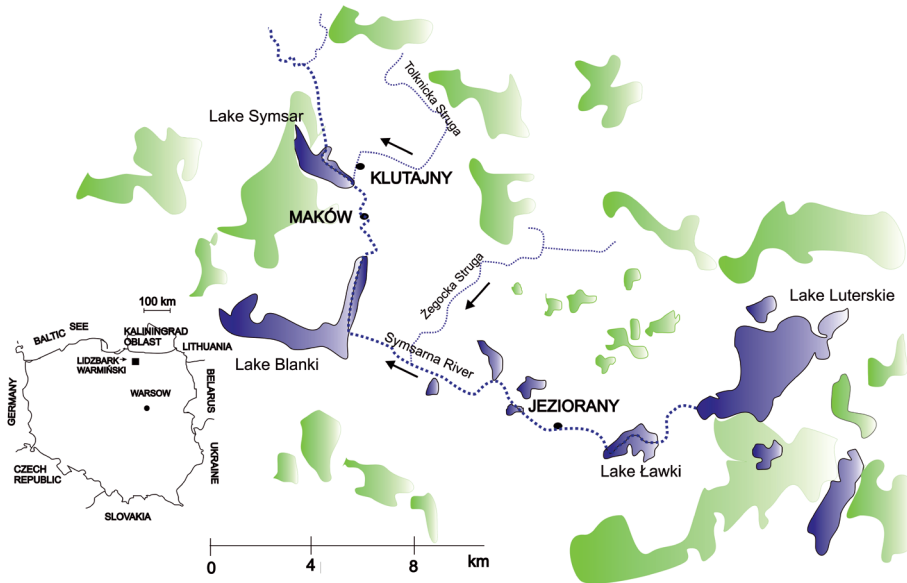 Tolknicka Struga
Lake Symsar
KLUTAJNY
MAKÓW
Żegocka Struga
100 km
Lake Luterskie
BALTIC SEE
KALININGRAD
OBLAST
LITHUANIA
LIDZBARK
WARMIŃSKI
Lake Blanki
Symsarna River
WARSOW
GERMANY
BELARUS
JEZIORANY
UKRAINE
Lake Ławki
CZECH
REPUBLIC
SLOVAKIA
0 4 8 km